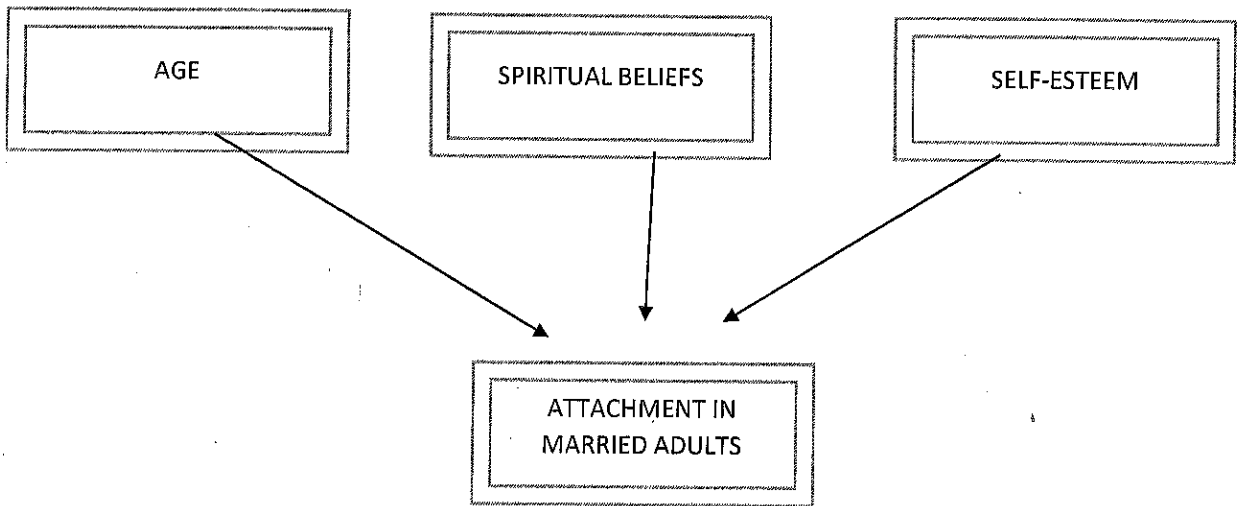 AGE
SPIRITUAL BELIEFS
SELF-ESTEEM
ATTACHMENT IN
MARRIED ADULTS